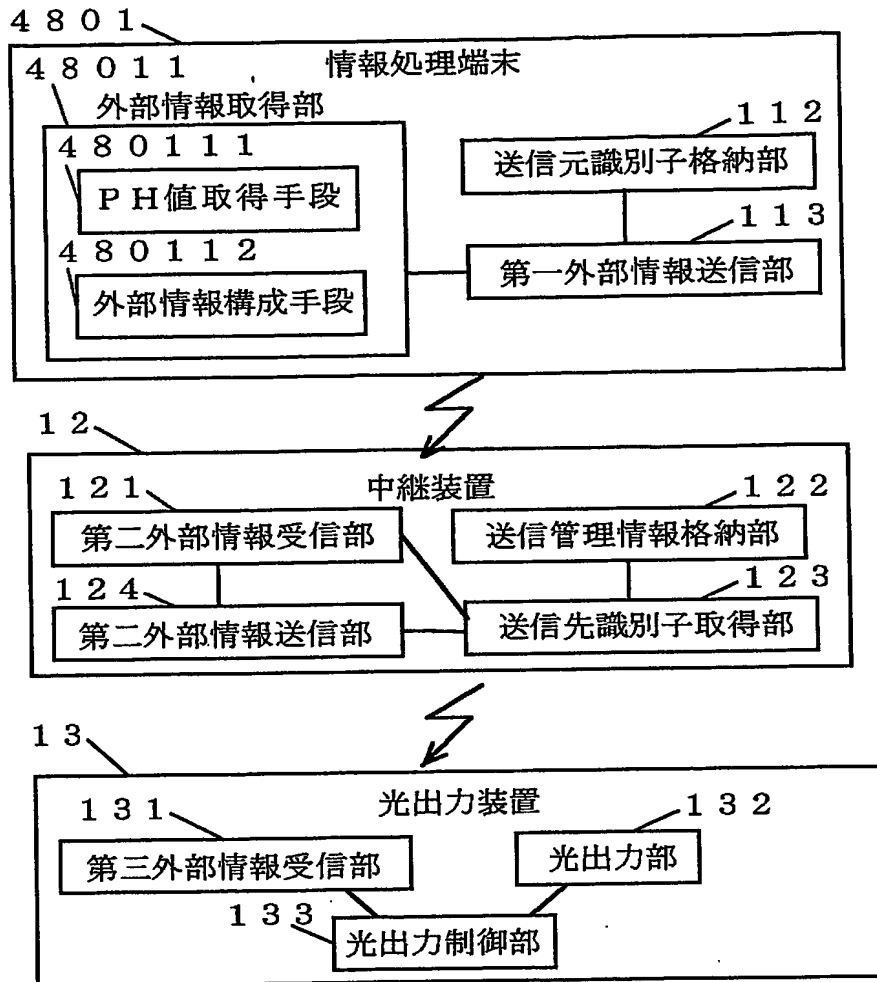 ４８０１
情報処理端末
４８０１１
外部情報取得部
４８０１１１
ＰＨ値取得手段
４８０１１２
外部情報構成手段
１１２
送信元識別子格納部
１１３
第一外部情報送信部
１２
中継装置
１２１
第二外部情報受信部
１２２
送信管理情報格納部
１２４
第二外部情報送信部
１２３
送信先識別子取得部
１３
光出力装置
１３１
第三外部情報受信部
１３２
光出力部
１３３
光出力制御部